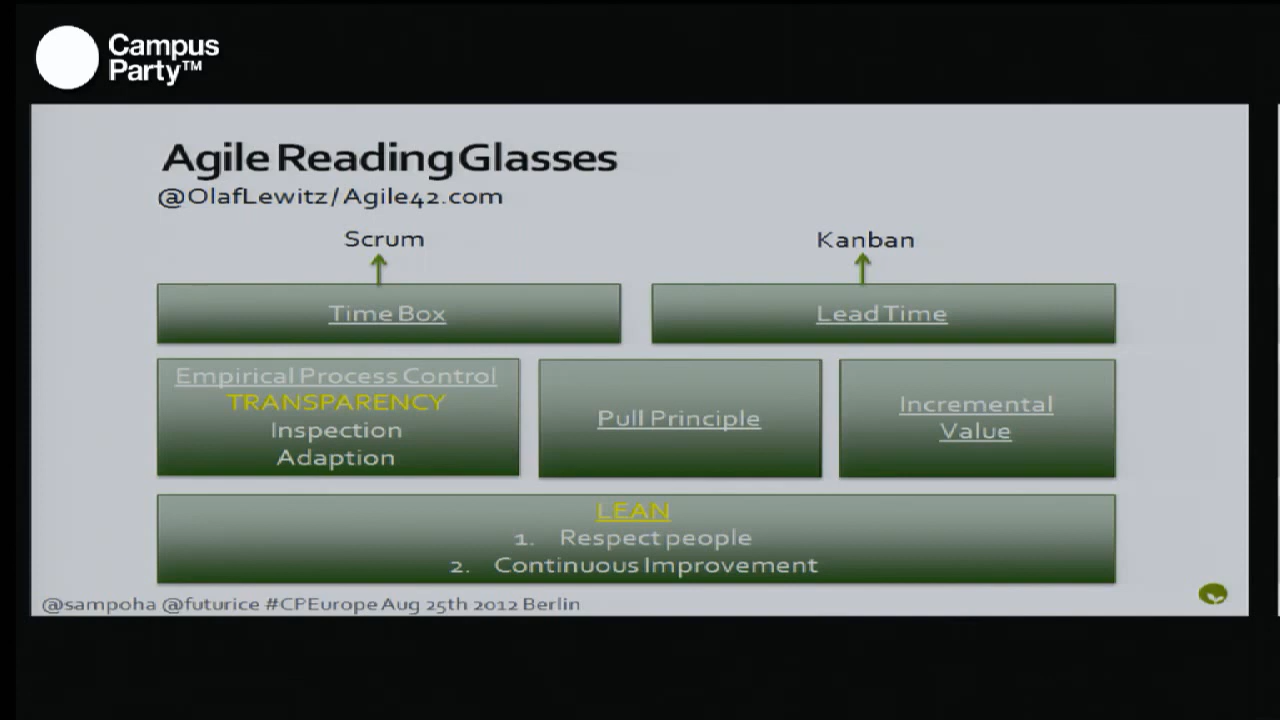 Campus
Party™
Agile Reading Glasses
@OlafLewitz/Agile42.com
Scrum
Kanban
Time Box
Lead Time
Empirical Process Control
TRANSPARENCY
Inspection
Adaption
Pull Principle
Incremental
Value
LEAN
1. Respect people
2. Continuous Improvement
@sampoha @futurice #CPEurope Aug 25th 2012 Berlin